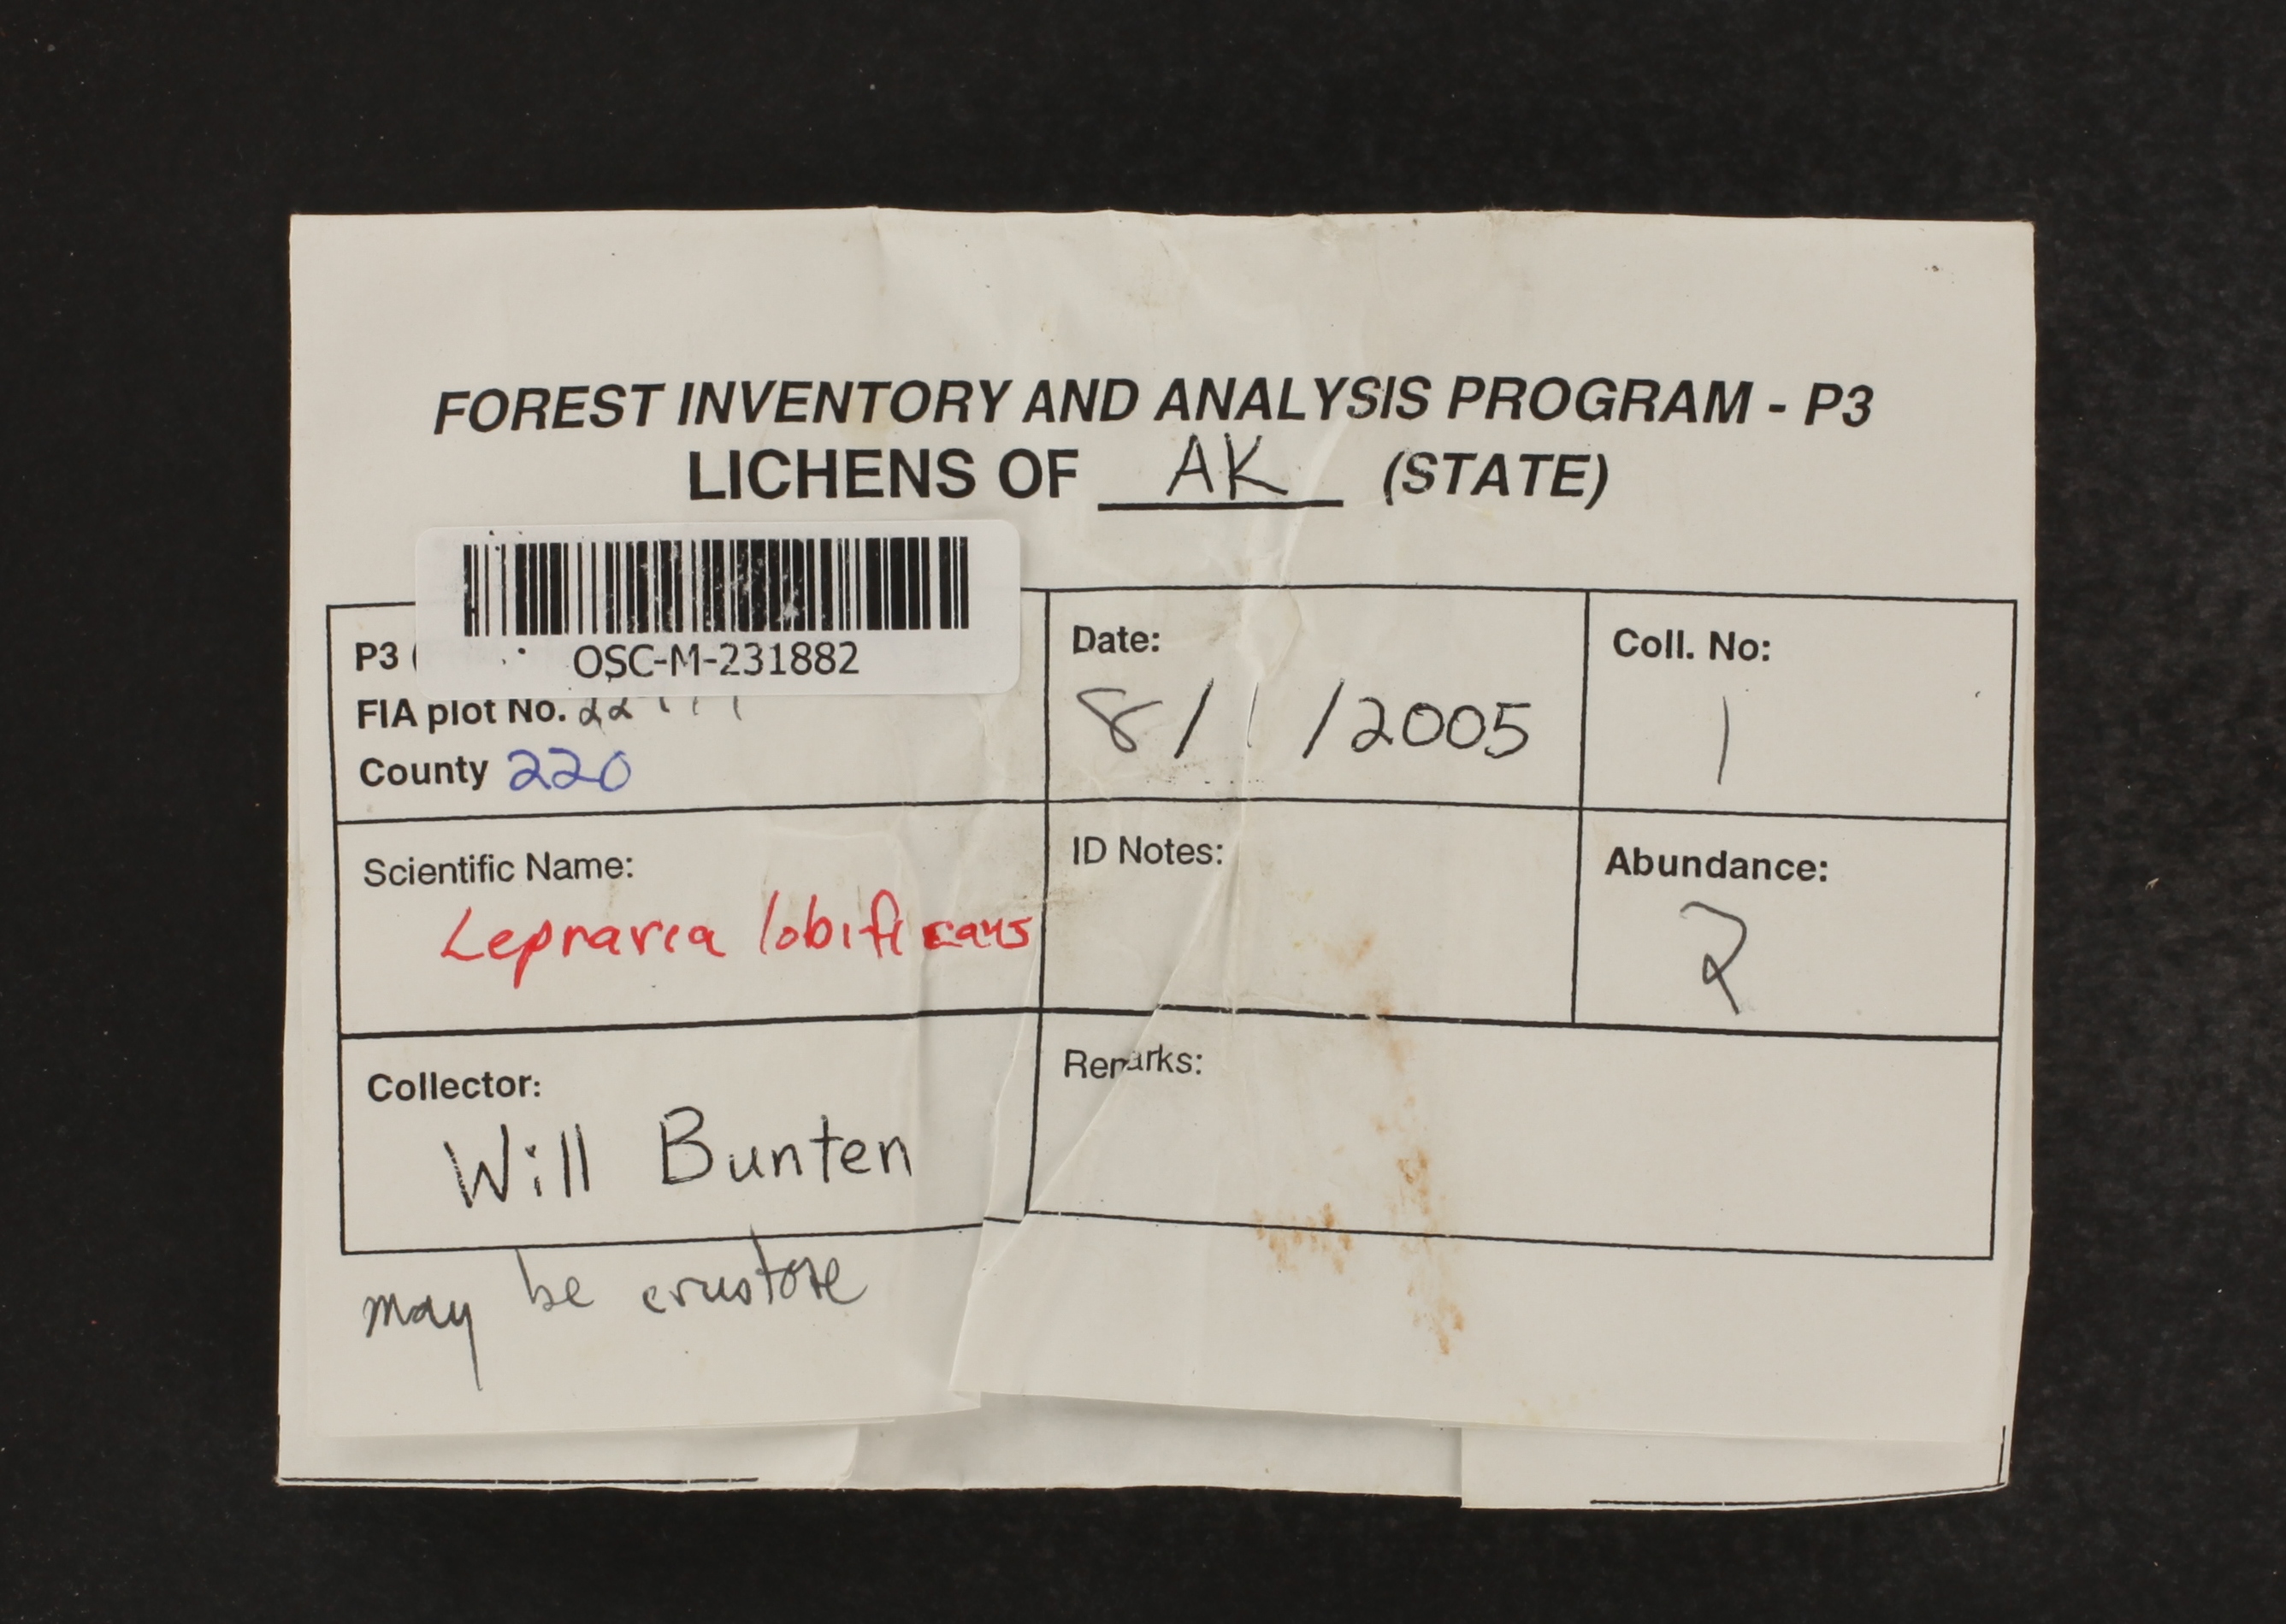 FOREST INVENTORY AND ANALYSIS PROGRAM - P3
LICHENS OF AK (STATE)
OSC-M-231882
P3
FIA plot No.
County 220
Date:
8/1/2005
Coll. No:
1
Scientific Name:
Lepraria lobificans
ID Notes:
Abundance:
2
Collector:
Will Bunten
Remarks:
may be crustose